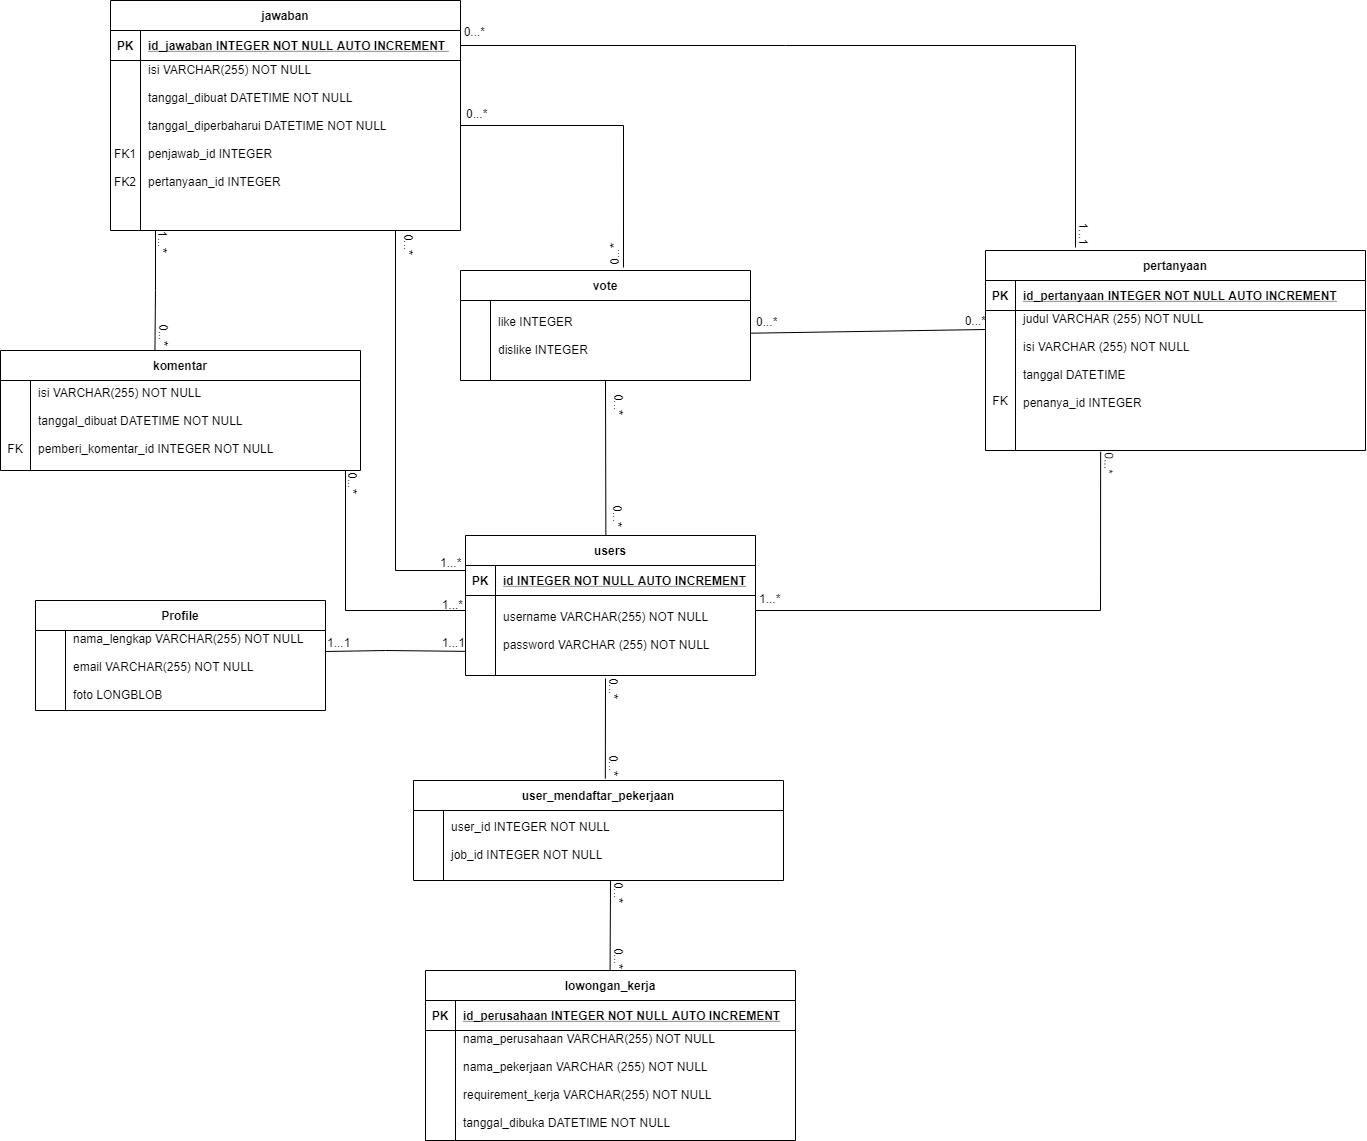 jawaban
PK id_jawaban INTEGER NOT NULL AUTO INCREMENT
isi VARCHAR(255) NOT NULL
tanggal_dibuat DATETIME NOT NULL
tanggal_diperbaharui DATETIME NOT NULL
FK1 penjawab_id INTEGER
FK2 pertanyaan_id INTEGER
0...*
0...*
1...*
0...*
0...*
1...1
0...*
vote
like INTEGER
dislike INTEGER
0...*
0...*
0...*
pertanyaan
PK id_pertanyaan INTEGER NOT NULL AUTO INCREMENT
judul VARCHAR (255) NOT NULL
isi VARCHAR (255) NOT NULL
tanggal DATETIME
FK penanya_id INTEGER
0...*
komentar
isi VARCHAR(255) NOT NULL
tanggal_dibuat DATETIME NOT NULL
FK pemberi_komentar_id INTEGER NOT NULL
0...*
0...*
1...*
1...*
1...*
users
PK id INTEGER NOT NULL AUTO INCREMENT
username VARCHAR(255) NOT NULL
password VARCHAR (255) NOT NULL
Profile
nama_lengkap VARCHAR(255) NOT NULL
email VARCHAR(255) NOT NULL
foto LONGBLOB
1...1
1...1
0...*
0...*
user_mendaftar_pekerjaan
user_id INTEGER NOT NULL
job_id INTEGER NOT NULL
0...*
0...*
lowongan_kerja
PK id_perusahaan INTEGER NOT NULL AUTO INCREMENT
nama_perusahaan VARCHAR(255) NOT NULL
nama_pekerjaan VARCHAR (255) NOT NULL
requirement_kerja VARCHAR(255) NOT NULL
tanggal_dibuka DATETIME NOT NULL